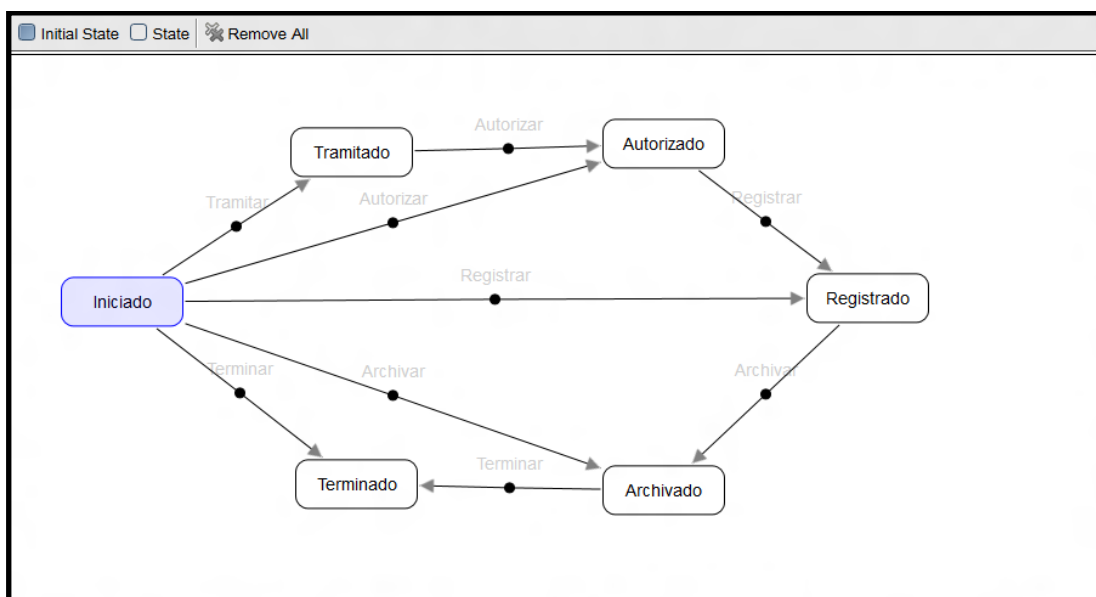 Initial State State Remove All
Autorizar
Tramitado
Autorizado
Tramitar
Autorizar
Registrar
Registrar
Iniciado
Registrado
Terminar
Archivar
Archivar
Terminar
Terminado
Archivado